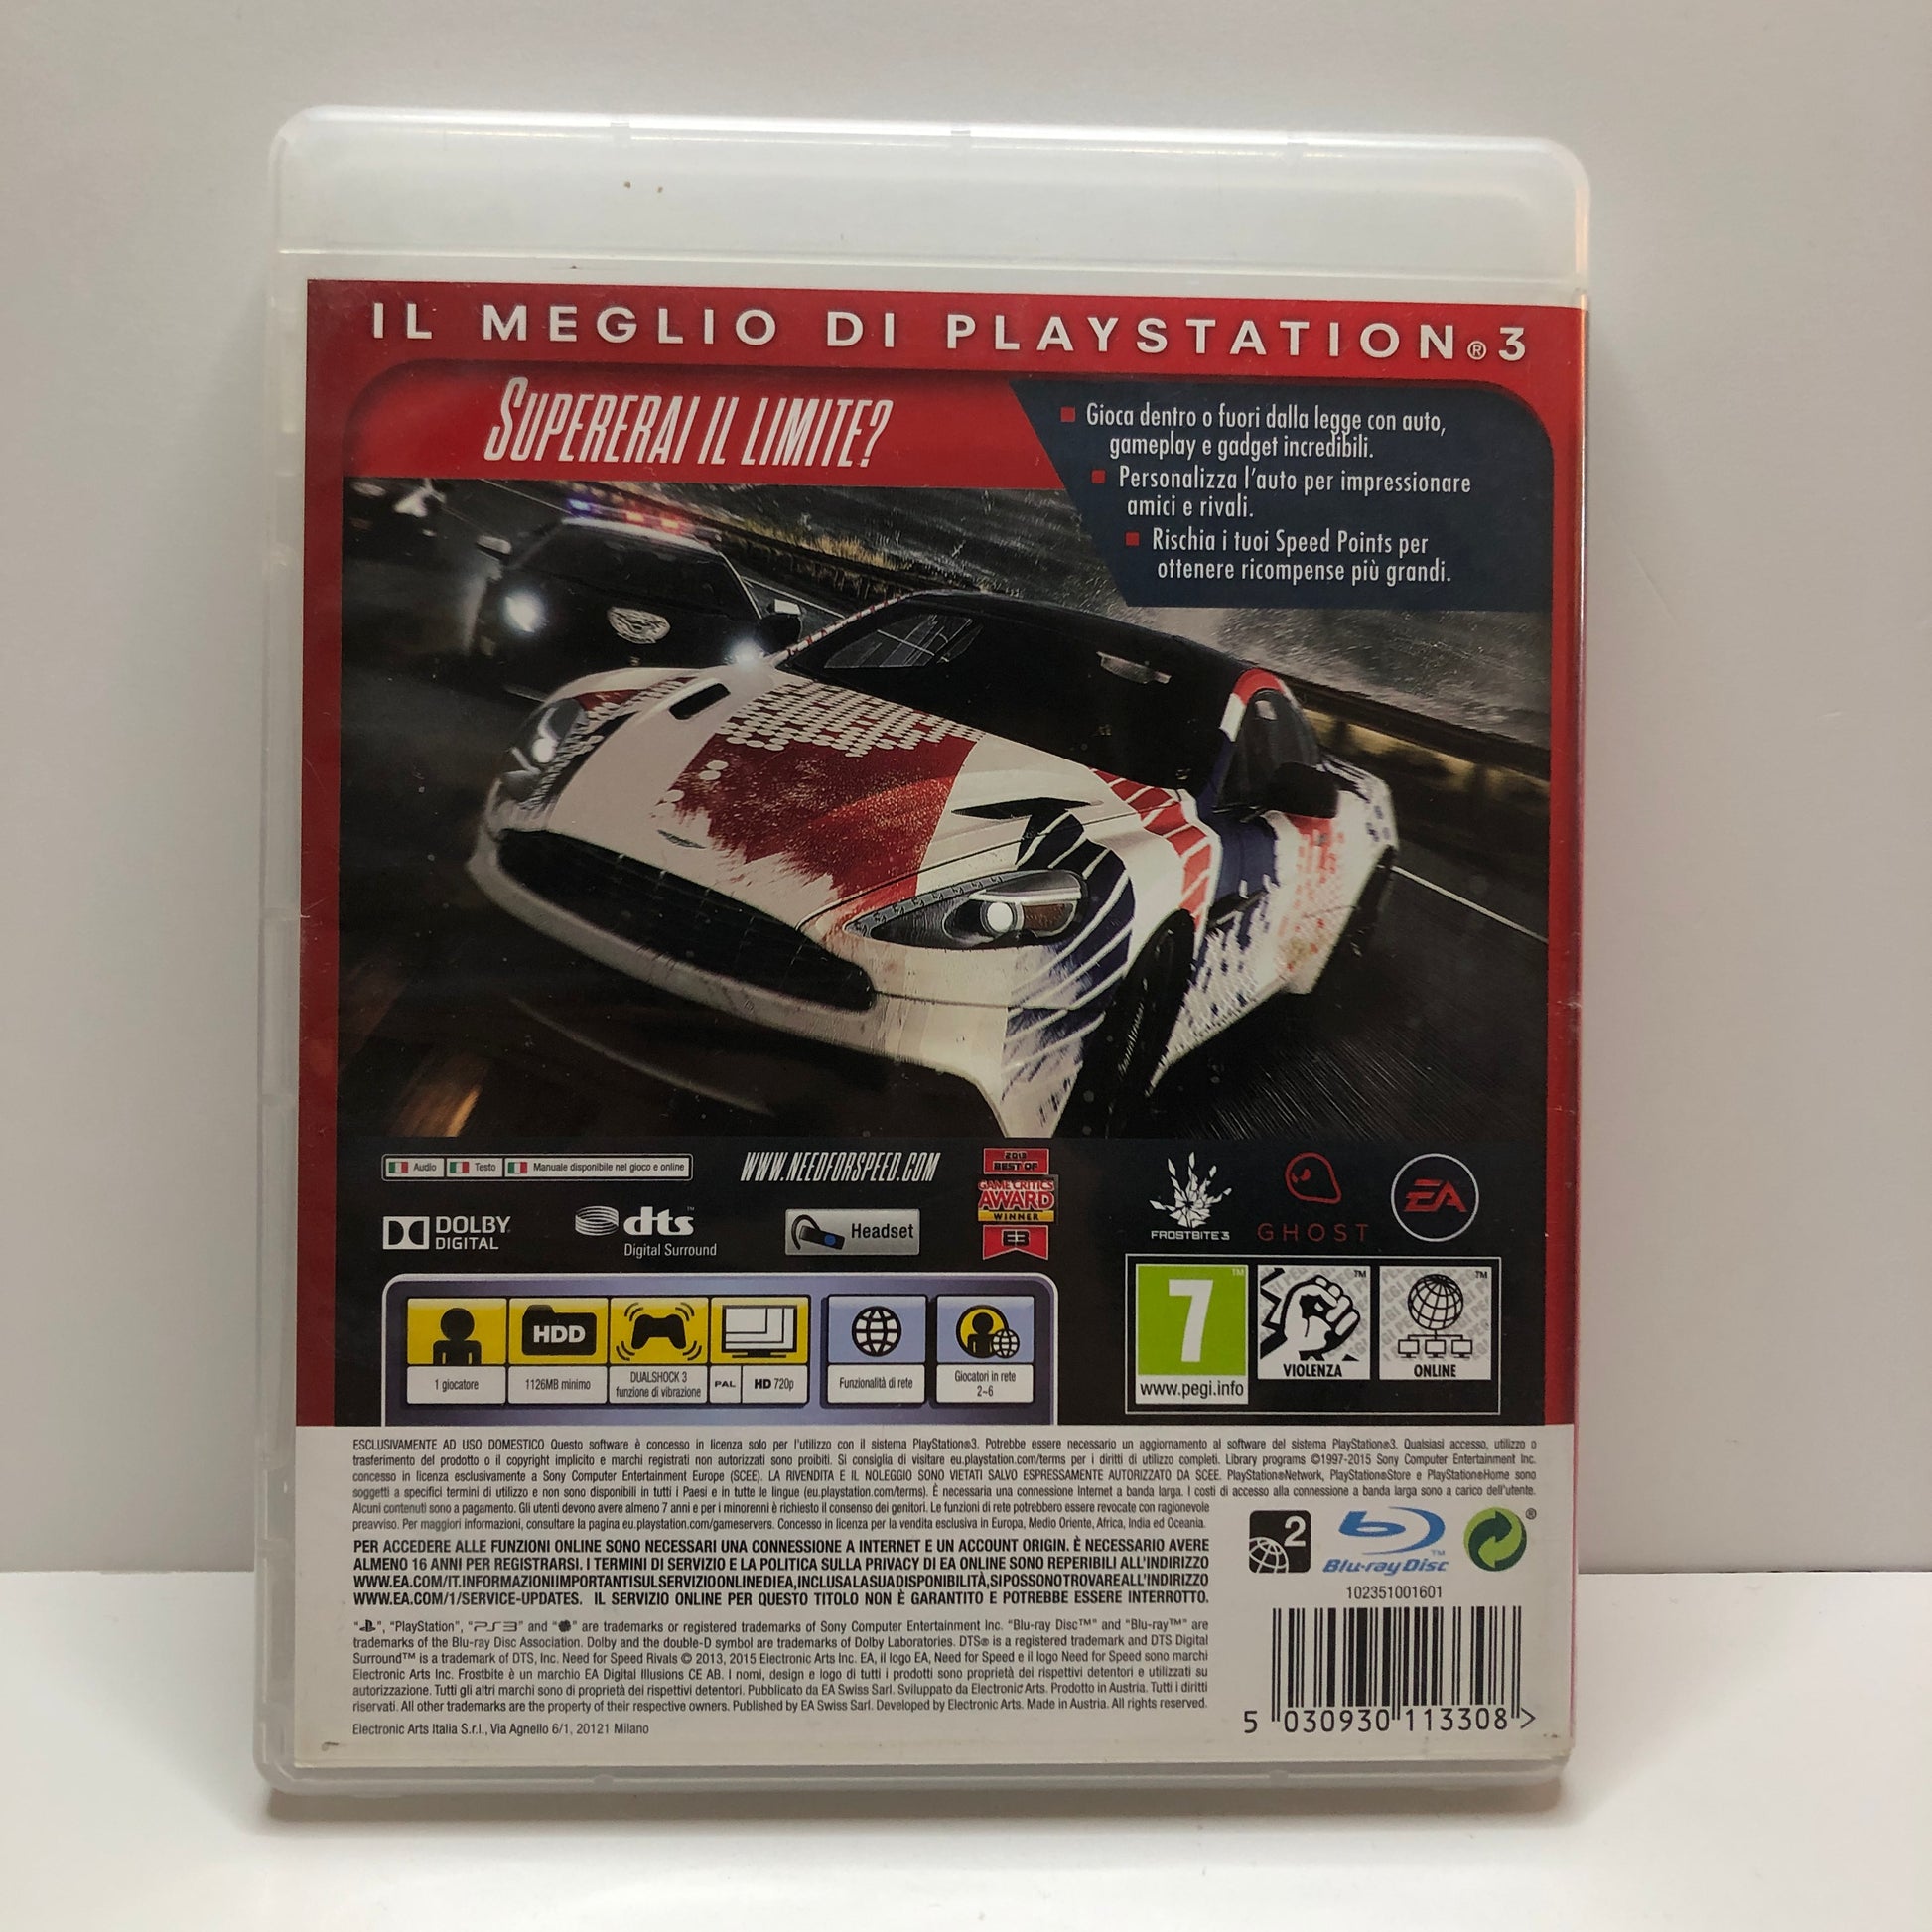 IL MEGLIO DI PLAYSTATION®3
SUPERERAI IL LIMITE?
Gioca dentro o fuori dalla legge con auto,
gameplay e gadget incredibili.
Personalizza l'auto per impressionare
amici e rivali.
Rischia i tuoi Speed Points per
ottenere ricompense più grandi.
Audio Testo Manuale disponibile nel gioco e online
WWW.NEEDFORSPEED.COM
2013
BEST OF
GAME CRITICS
AWARD
WINNER
E3
FROSTBITE 3
GHOST
EA
DOLBY
DIGITAL
dts™
Digital Surround
Headset
HDD
1 giocatore
1126MB minimo
DUALSHOCK 3
funzione di vibrazione
PAL
HD 720p
Funzionalità di rete
Giocatori in rete
2-6
7™
www.pegi.info
VIOLENZA
ONLINE
ESCLUSIVAMENTE AD USO DOMESTICO Questo software è concesso in licenza solo per l'utilizzo con il sistema PlayStation®3. Potrebbe essere necessario un aggiornamento al software del sistema PlayStation®3. Qualsiasi accesso, utilizzo o
trasferimento del prodotto o il copyright implicito e marchi registrati non autorizzati sono proibiti. Si consiglia di visitare eu.playstation.com/terms per i diritti di utilizzo completi. Library programs ©1997-2015 Sony Computer Entertainment Inc.
concesso in licenza esclusivamente a Sony Computer Entertainment Europe (SCEE). LA RIVENDITA E IL NOLEGGIO SONO VIETATI SALVO ESPRESSAMENTE AUTORIZZATO DA SCEE. PlayStation®Network, PlayStation®Store e PlayStation®Home sono
soggetti a specifici termini di utilizzo e non sono disponibili in tutti i Paesi e in tutte le lingue (eu.playstation.com/terms). È necessaria una connessione Internet a banda larga. I costi di accesso alla connessione a banda larga sono a carico dell'utente.
Alcuni contenuti sono a pagamento. Gli utenti devono avere almeno 7 anni e per i minorenni è richiesto il consenso dei genitori. Le funzioni di rete potrebbero essere revocate con ragionevole
preavviso. Per maggiori informazioni, consultare la pagina eu.playstation.com/gameservers. Concesso in licenza per la vendita esclusiva in Europa, Medio Oriente, Africa, India ed Oceania.
PER ACCEDERE ALLE FUNZIONI ONLINE SONO NECESSARI UNA CONNESSIONE A INTERNET E UN ACCOUNT ORIGIN. È NECESSARIO AVERE
ALMENO 16 ANNI PER REGISTRARSI. I TERMINI DI SERVIZIO E LA POLITICA SULLA PRIVACY DI EA ONLINE SONO REPERIBILI ALL'INDIRIZZO
WWW.EA.COM/IT.INFORMAZIONI IMPORTANTI SUL SERVIZIO ONLINE DI EA, INCLUSA LA SUA DISPONIBILITÀ, SI POSSONO TROVARE ALL'INDIRIZZO
WWW.EA.COM/1/SERVICE-UPDATES. IL SERVIZIO ONLINE PER QUESTO TITOLO NON È GARANTITO E POTREBBE ESSERE INTERROTTO.
"", "PlayStation", "PS3" and "" are trademarks or registered trademarks of Sony Computer Entertainment Inc. "Blu-ray Disc™" and "Blu-ray™" are
trademarks of the Blu-ray Disc Association. Dolby and the double-D symbol are trademarks of Dolby Laboratories. DTS® is a registered trademark and DTS Digital
Surround™ is a trademark of DTS, Inc. Need for Speed Rivals © 2013, 2015 Electronic Arts Inc. EA, il logo EA, Need for Speed e il logo Need for Speed sono marchi
Electronic Arts Inc. Frostbite è un marchio EA Digital Illusions CE AB. I nomi, design e logo di tutti i prodotti sono proprietà dei rispettivi detentori e utilizzati su
autorizzazione. Tutti gli altri marchi sono di proprietà dei rispettivi detentori. Pubblicato da EA Swiss Sarl. Sviluppato da Electronic Arts. Prodotto in Austria. Tutti i diritti
riservati. All other trademarks are the property of their respective owners. Published by EA Swiss Sarl. Developed by Electronic Arts. Made in Austria. All rights reserved.
Electronic Arts Italia S.r.l., Via Agnello 6/1, 20121 Milano
2
Blu-ray Disc™
®
102351001601
5 030930 113308 >